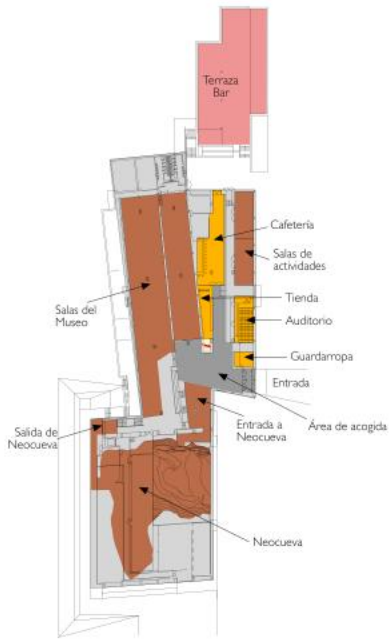 Terraza
Bar
Cafetería
Salas de
actividades
Salas del
Museo
Tienda
Auditorio
Guardarropa
Entrada
Salida de
Neocueva
Entrada a
Neocueva
Área de acogida
Neocueva